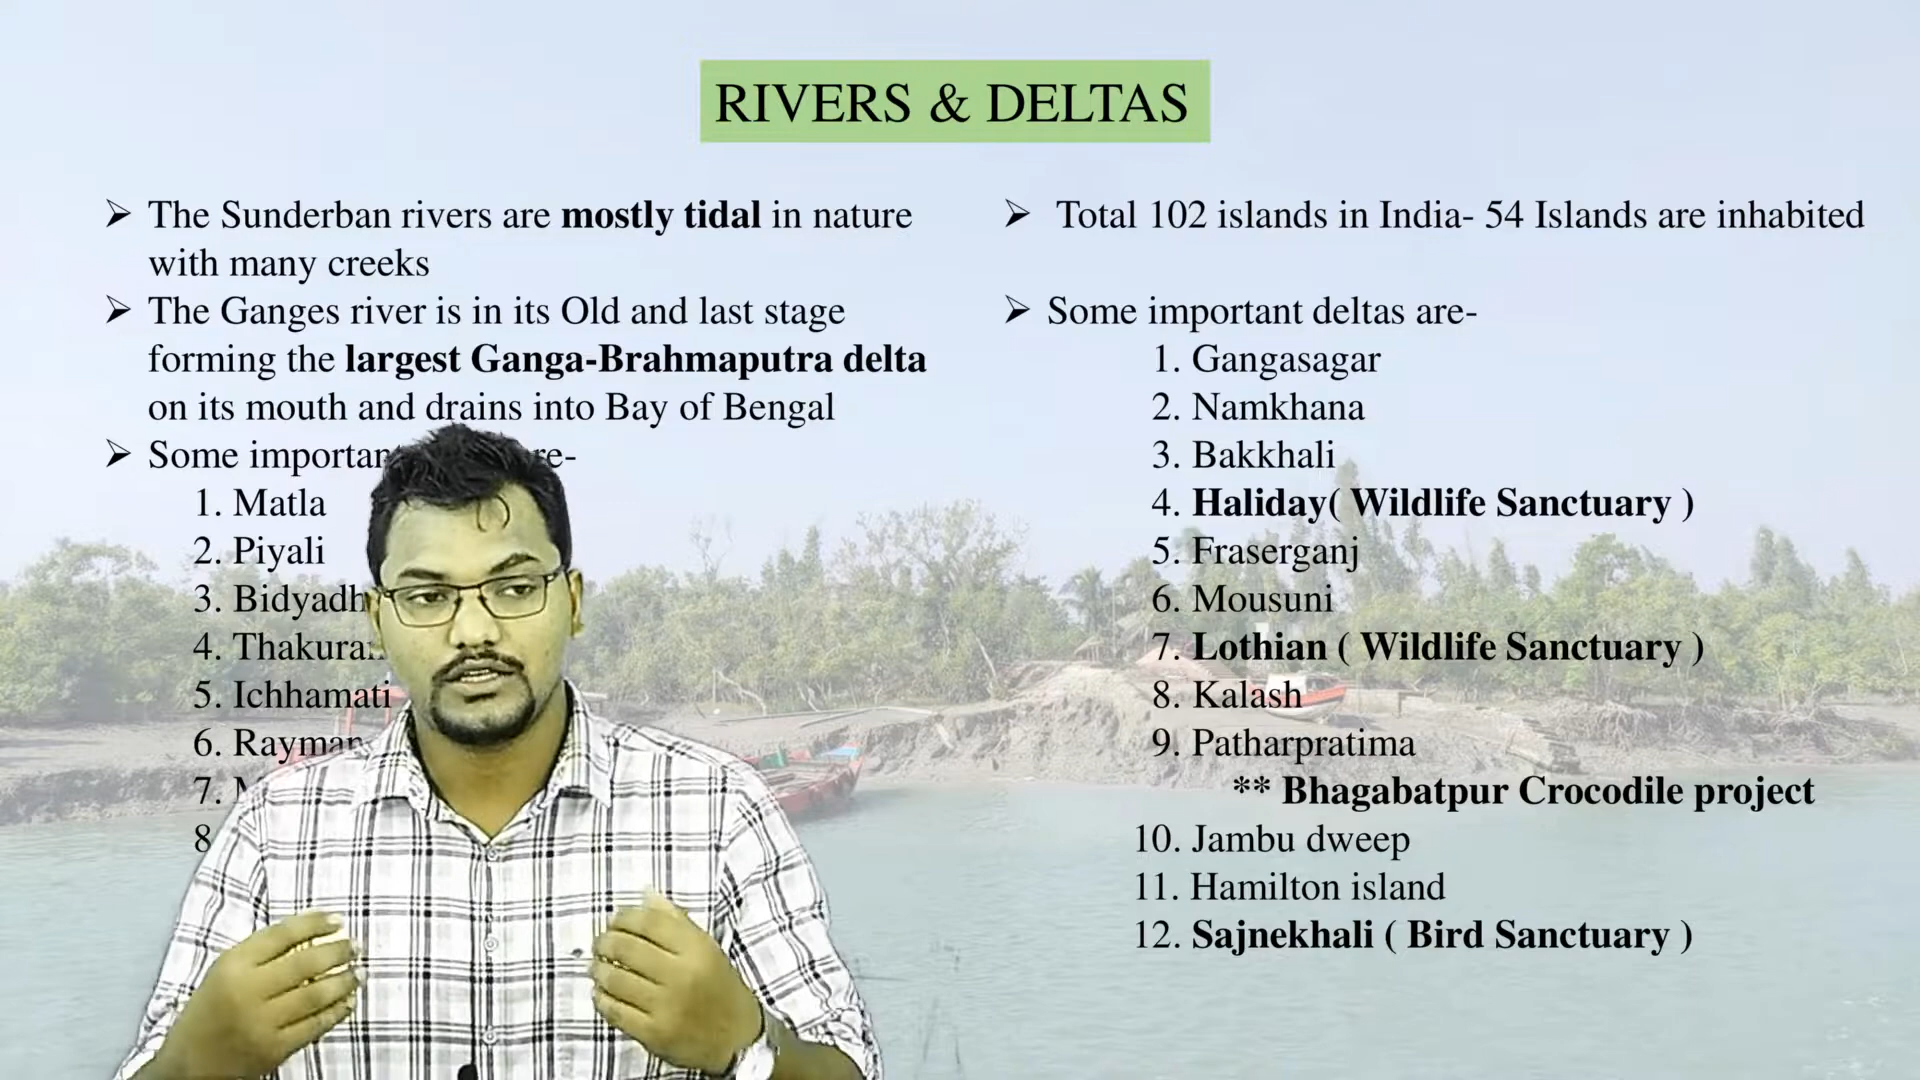 RIVERS & DELTAS
➢ The Sunderban rivers are mostly tidal in nature
with many creeks
➢ The Ganges river is in its Old and last stage
forming the largest Ganga-Brahmaputra delta
on its mouth and drains into Bay of Bengal
➢ Some
1. Matla
2. Piyali
3.
4.
5. Ichhamati
6.
7.
8
➢ Total 102 islands in India- 54 Islands are inhabited
➢ Some important deltas are-
1. Gangasagar
2. Namkhana
3. Bakkhali
4. Haliday( Wildlife Sanctuary )
5. Fraserganj
6. Mousuni
7. Lothian ( Wildlife Sanctuary )
8. Kalash
9. Patharpratima
** Bhagabatpur Crocodile project
10. Jambu dweep
11. Hamilton island
12. Sajnekhali ( Bird Sanctuary )